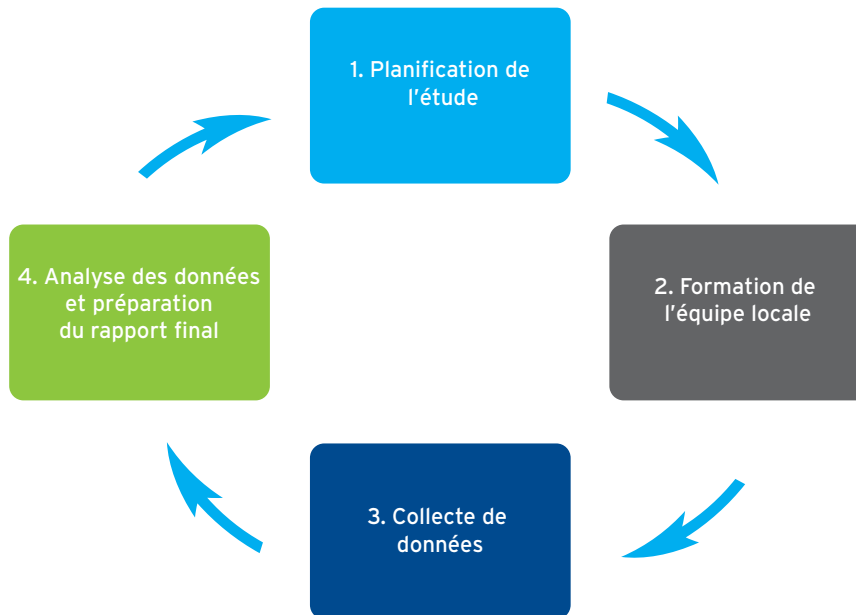 1. Planification de
l'étude
2. Formation de
l'équipe locale
3. Collecte de
données
4. Analyse des données
et préparation
du rapport final